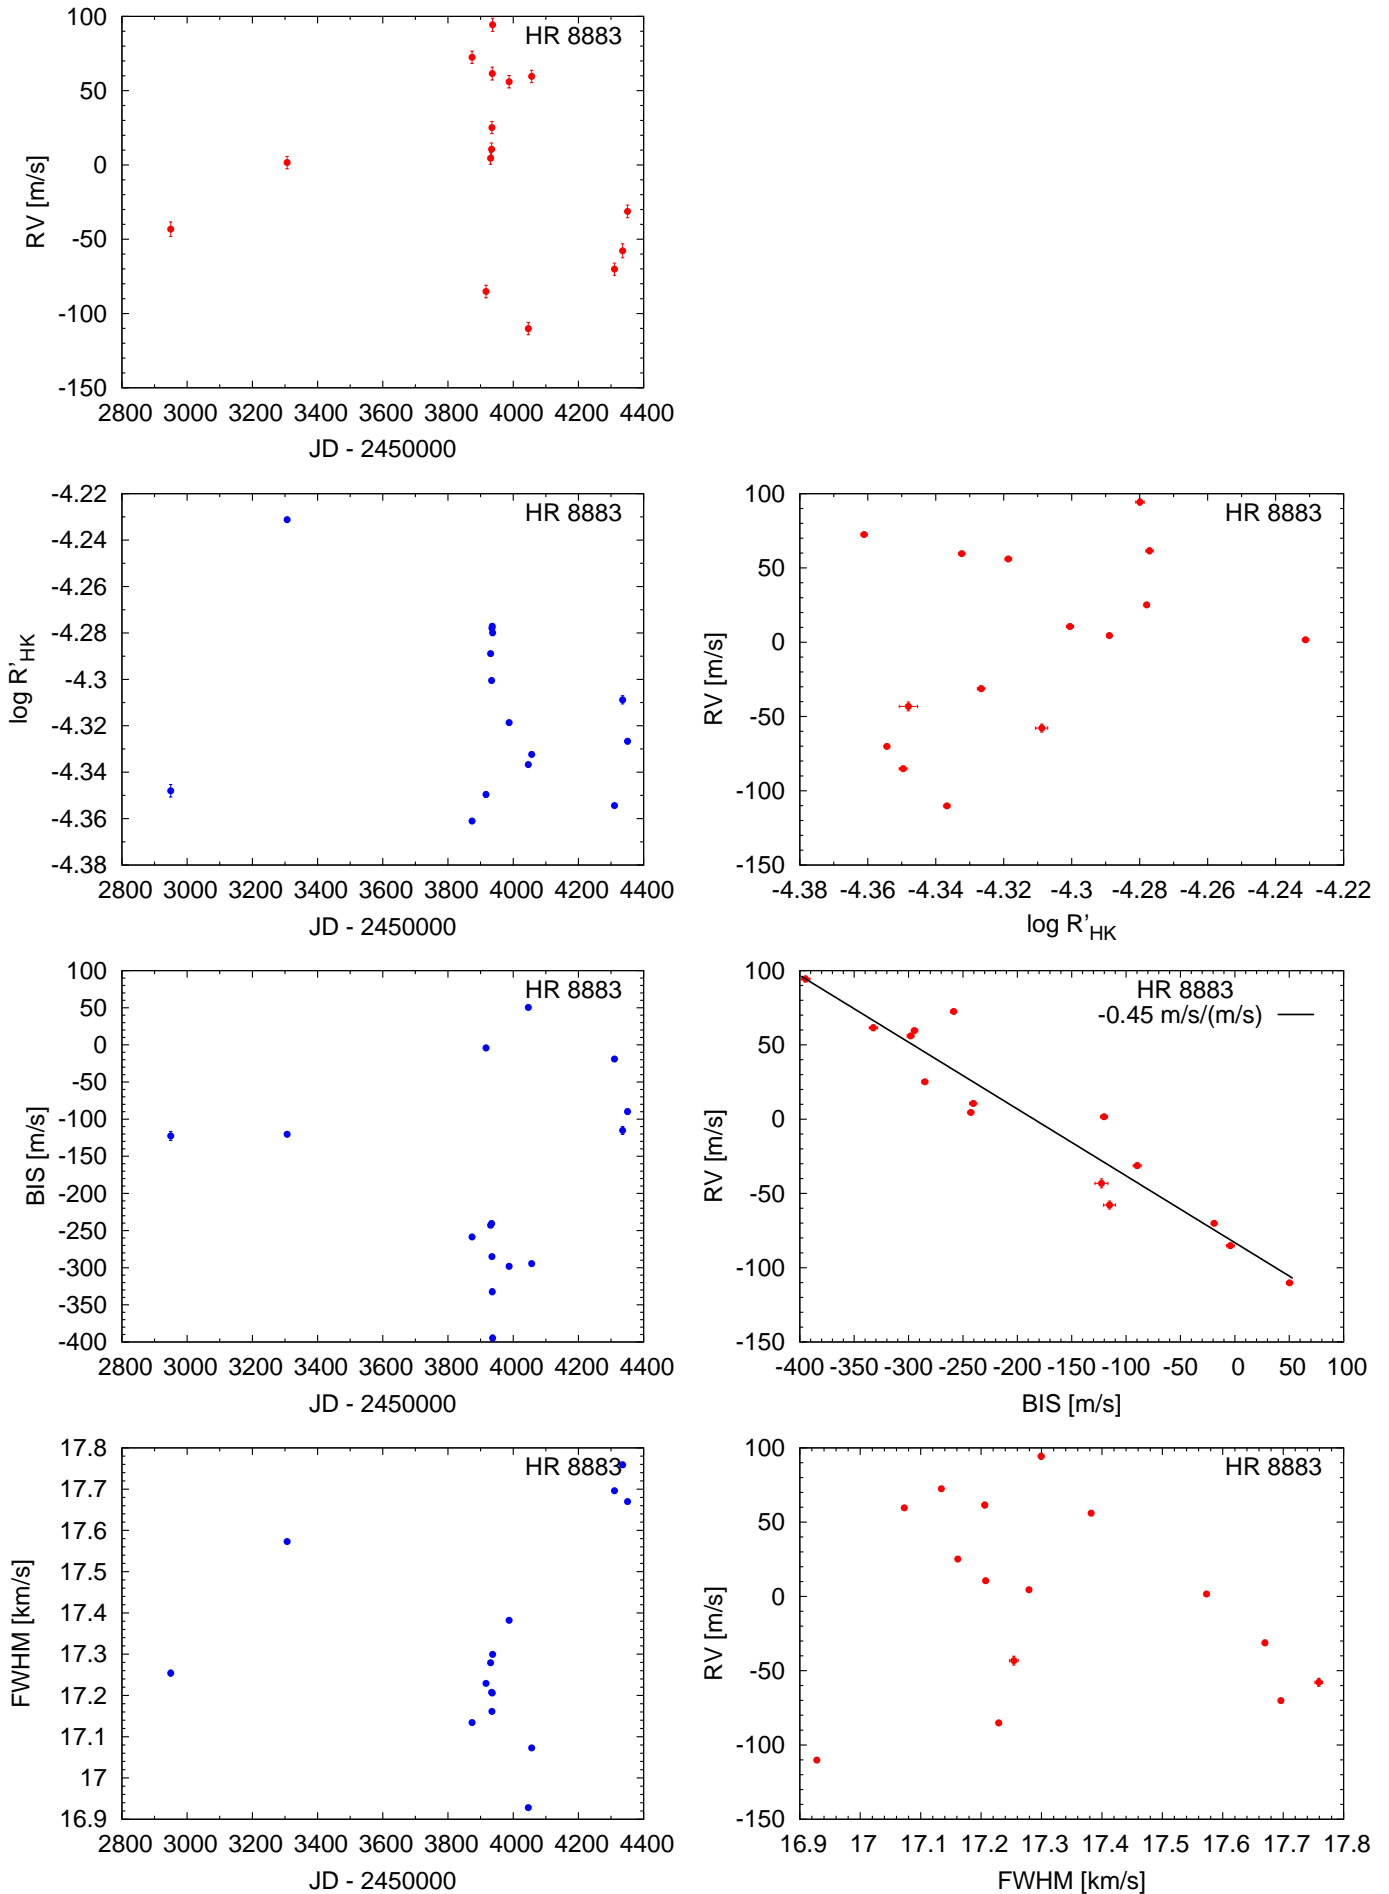 100
50
0
-50
-100
-150
RV [m/s]
HR 8883
2800 3000 3200 3400 3600 3800 4000 4200 4400
JD - 2450000
-4.22
-4.24
-4.26
-4.28
-4.3
-4.32
-4.34
-4.36
-4.38
log R'HK
HR 8883
2800 3000 3200 3400 3600 3800 4000 4200 4400
JD - 2450000
100
50
0
-50
-100
-150
RV [m/s]
HR 8883
-4.38 -4.36 -4.34 -4.32 -4.3 -4.28 -4.26 -4.24 -4.22
log R'HK
100
50
0
-50
-100
-150
-200
-250
-300
-350
-400
BIS [m/s]
HR 8883
2800 3000 3200 3400 3600 3800 4000 4200 4400
JD - 2450000
100
50
0
-50
-100
-150
RV [m/s]
HR 8883
-0.45 m/s/(m/s)
-400 -350 -300 -250 -200 -150 -100 -50 0 50 100
BIS [m/s]
17.8
17.7
17.6
17.5
17.4
17.3
17.2
17.1
17
16.9
FWHM [km/s]
HR 8883
2800 3000 3200 3400 3600 3800 4000 4200 4400
JD - 2450000
100
50
0
-50
-100
-150
RV [m/s]
HR 8883
16.9 17 17.1 17.2 17.3 17.4 17.5 17.6 17.7 17.8
FWHM [km/s]